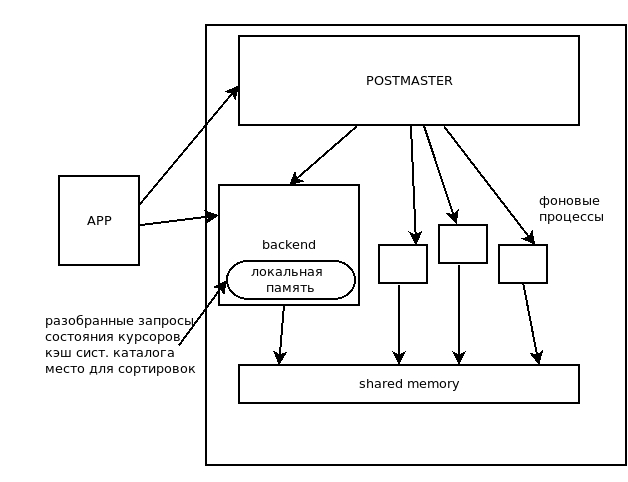 POSTMASTER
APP
фоновые
процессы
backend
локальная
память
разобранные запросы
состояния курсоров
кэш сист. каталога
место для сортировок
shared memory